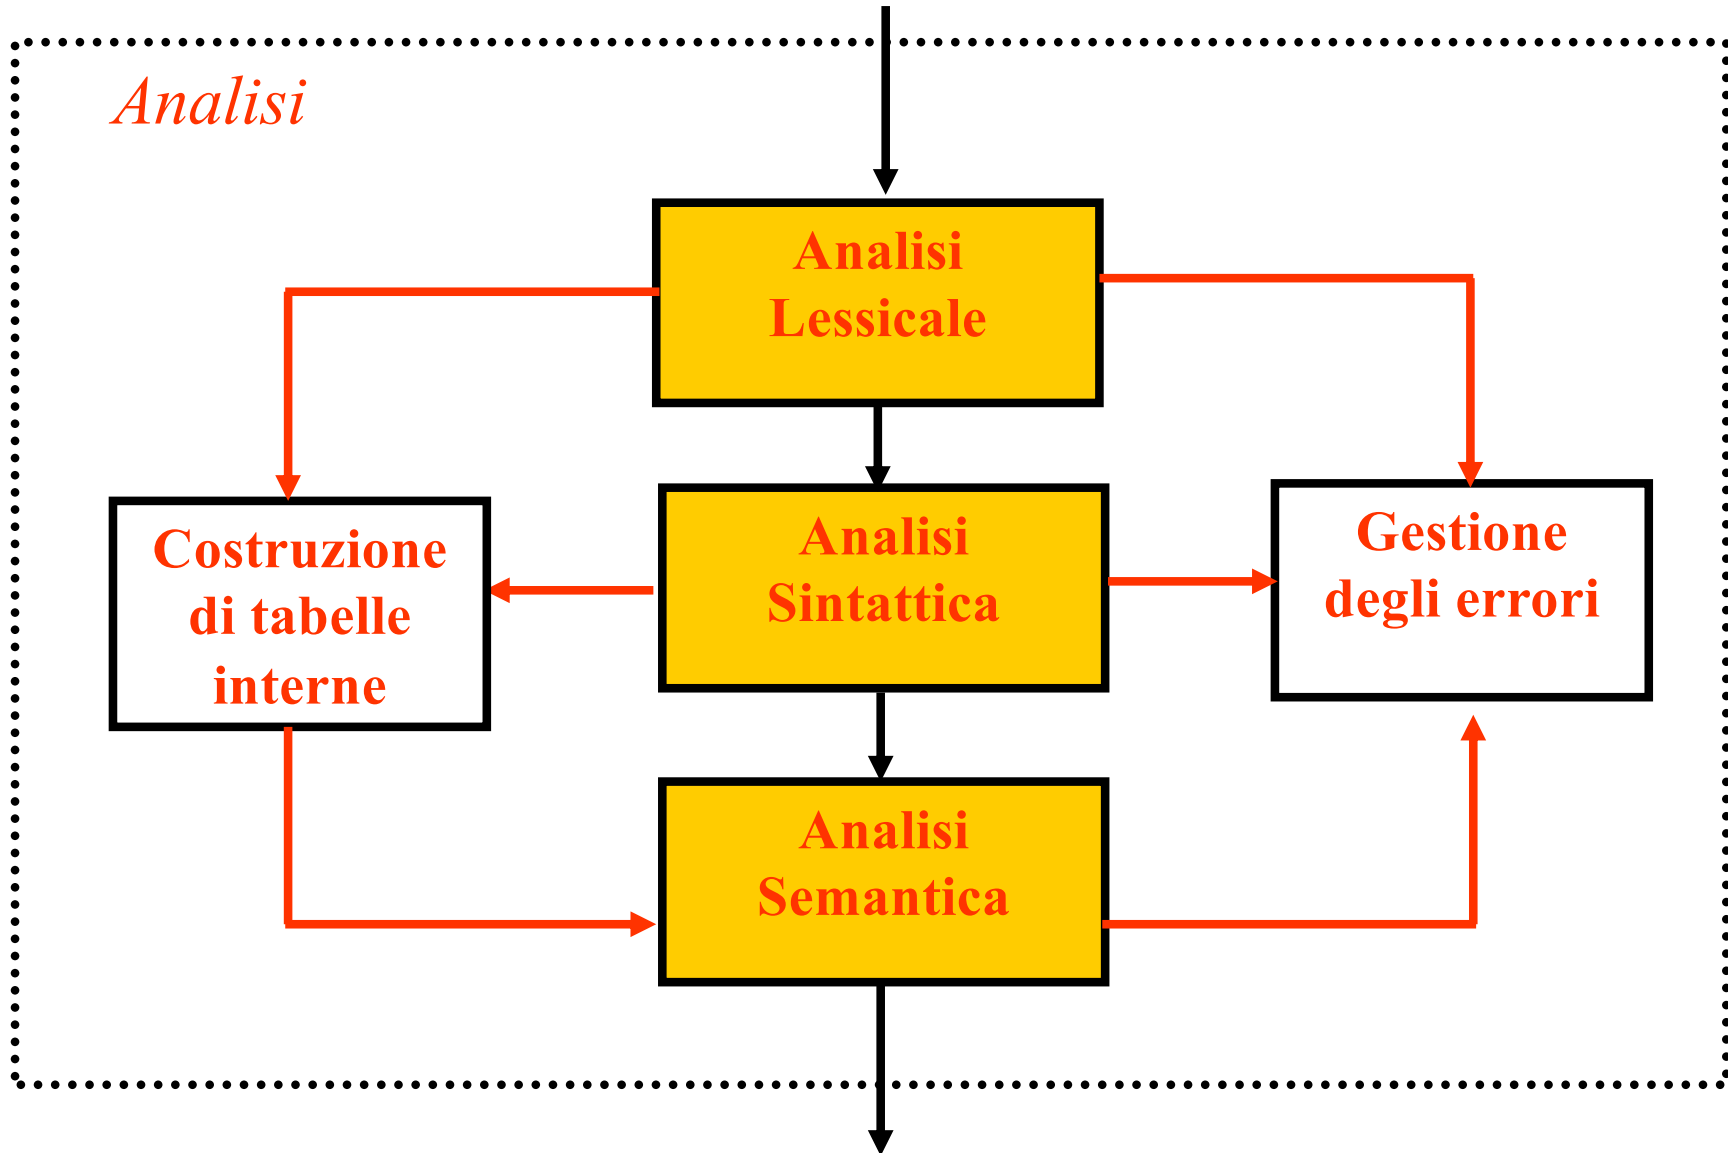 Analisi
Analisi
Lessicale
Costruzione
di tabelle
interne
Analisi
Sintattica
Gestione
degli errori
Analisi
Semantica